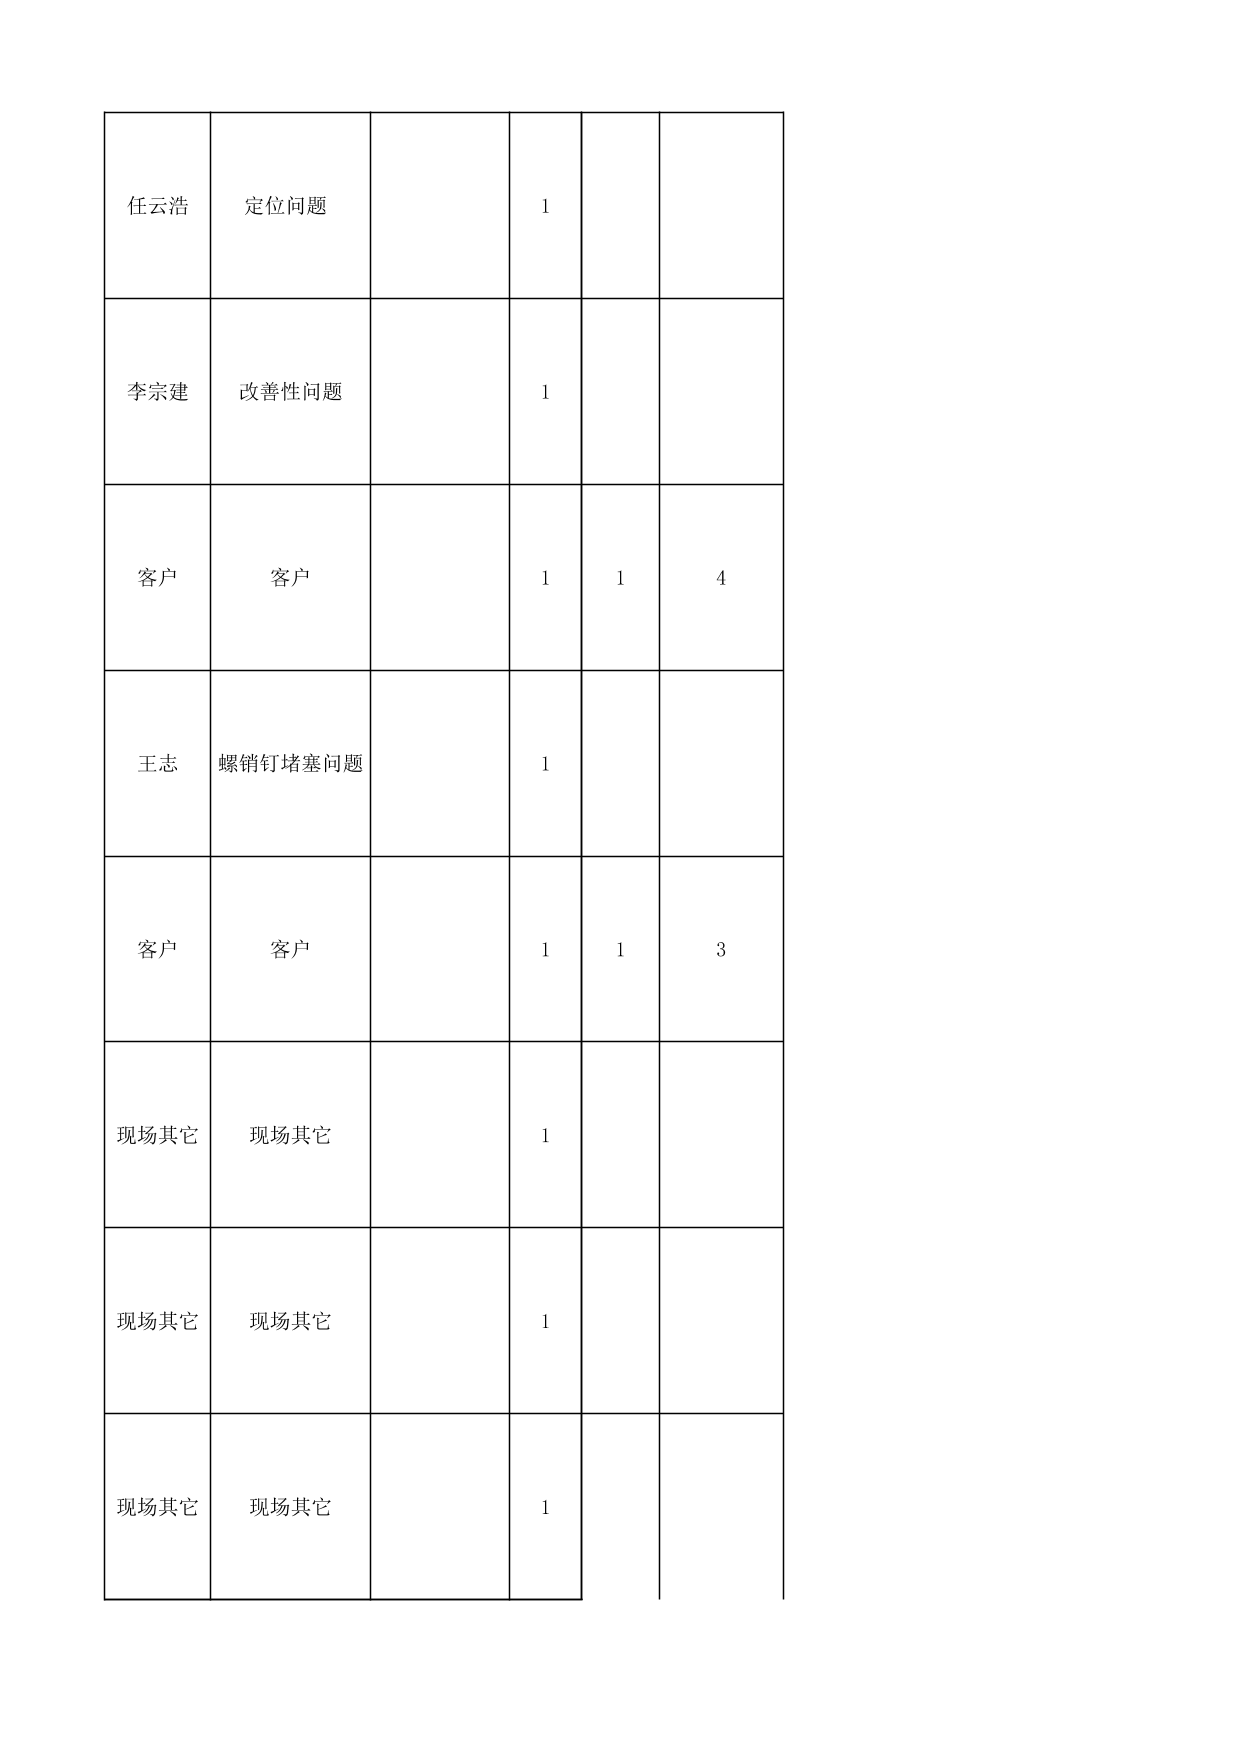 任云浩 定位问题 1
李宗建 改善性问题 1
客户 客户 1 1 4
王志 螺销钉堵塞问题 1
客户 客户 1 1 3
现场其它 现场其它 1
现场其它 现场其它 1
现场其它 现场其它 1